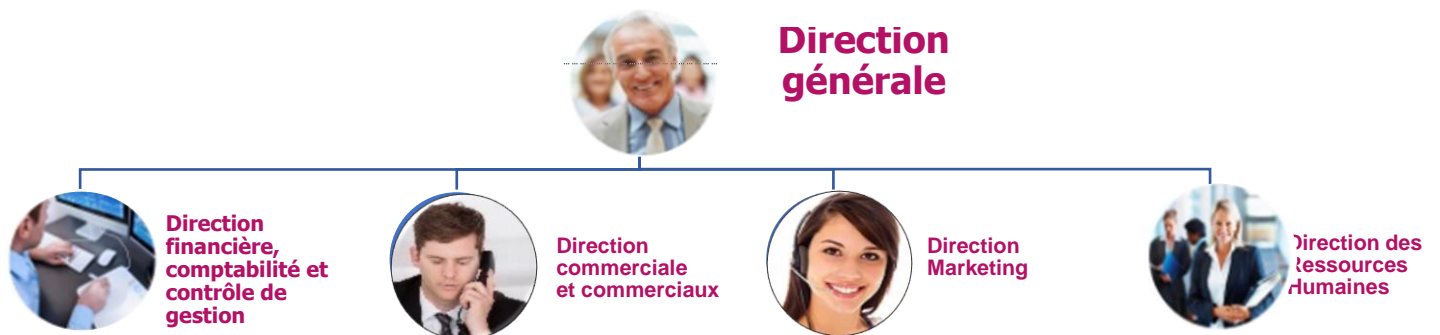 Direction
générale
Direction
financière,
comptabilité et
contrôle de
gestion
Direction
commerciale
et commerciaux
Direction
Marketing
Direction des
Ressources
Humaines